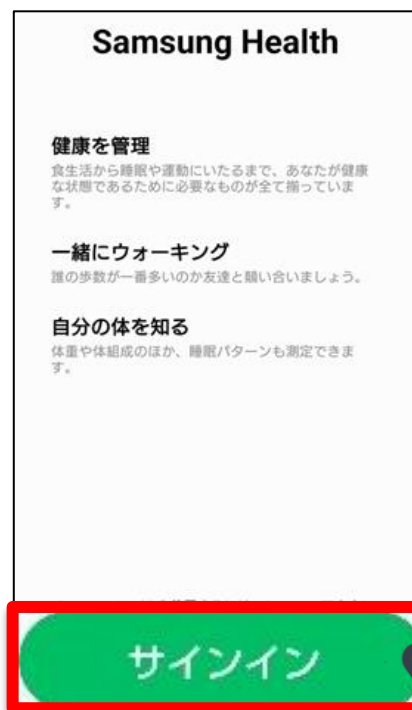 Samsung Health
健康を管理
食生活から睡眠や運動にいたるまで、あなたが健康
な状態であるために必要なものが全て揃っていま
す。
一緒にウォーキング
誰の歩数が一番多いのか友達と競い合いましょう。
自分の体を知る
体重や体組成のほか、睡眠パターンも測定できま
す。
サインイン